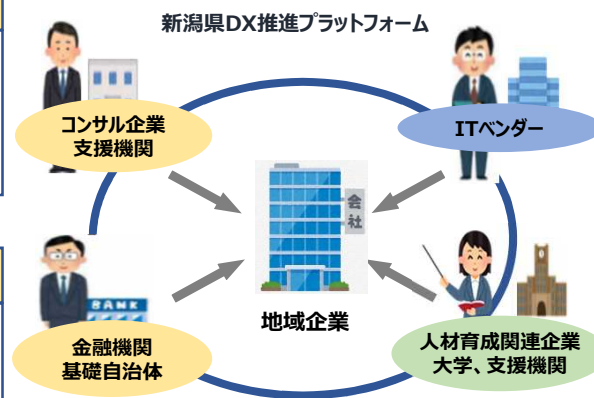 新潟県DX推進プラットフォーム
コンサル企業
支援機関
ITベンダー
会社
BANK
地域企業
金融機関
基礎自治体
人材育成関連企業
大学、支援機関